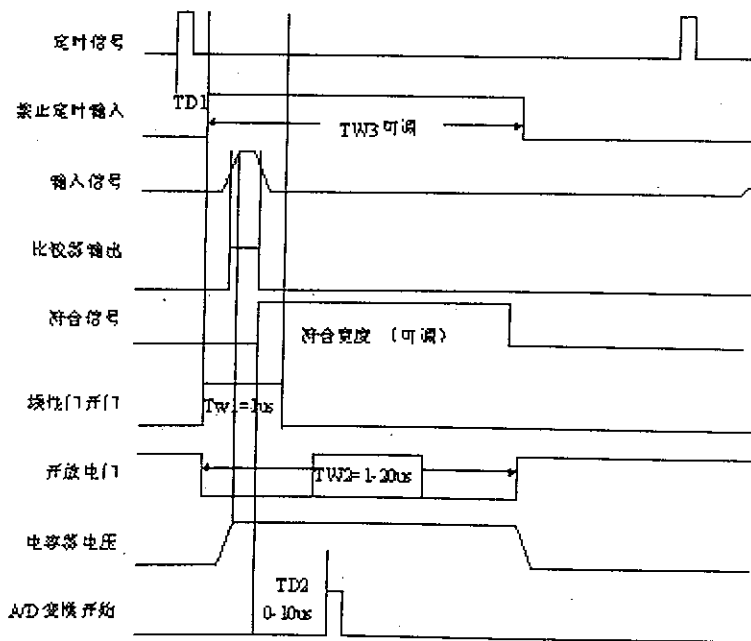 定时信号
TD1
禁止定时输入
TW3可调
输入信号
比较器输出
符合信号
符合宽度 (可调)
线性门开门
Tw1=1us
开放电门
TW2=1-20us
电容器电压
TD2
0-10us
A/D变换开始